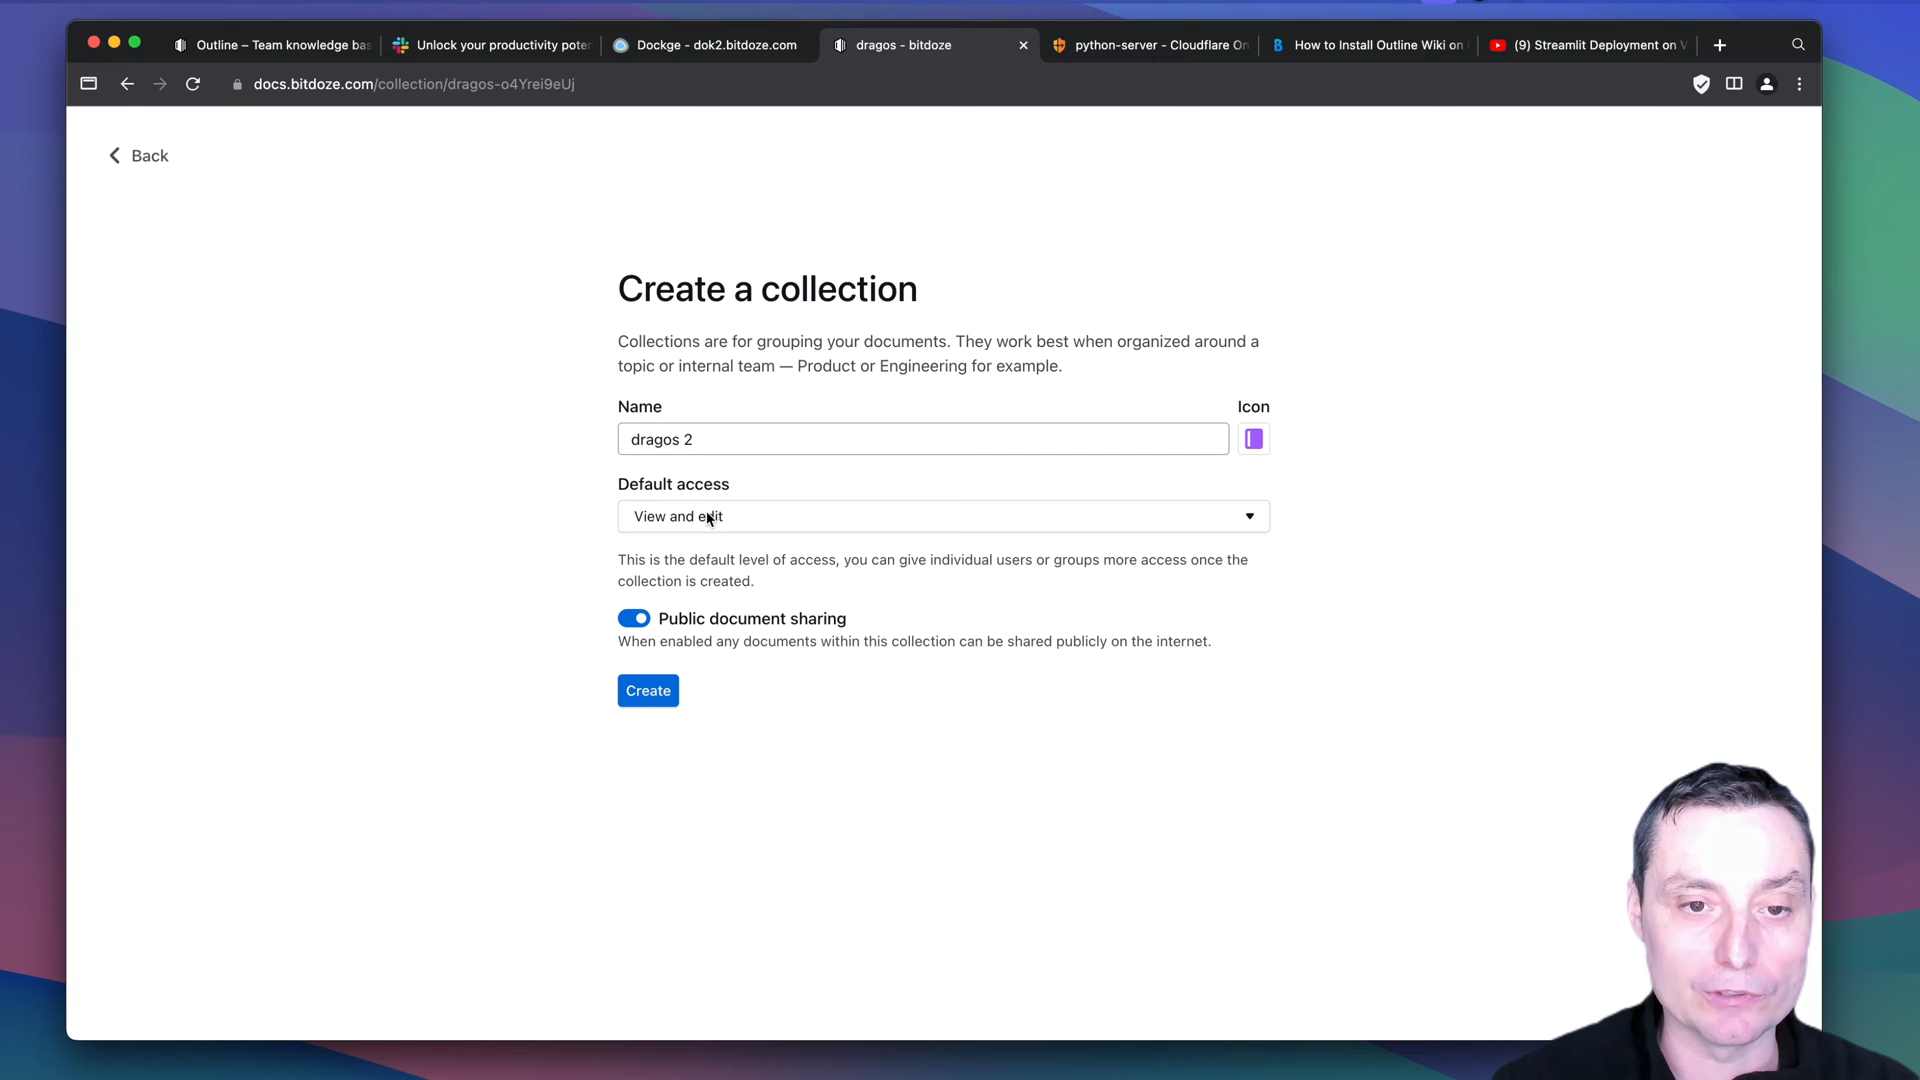 Outline – Team knowledge bas
Unlock your productivity poter
Dockge - dok2.bitdoze.com
dragos - bitdoze
python-server - Cloudflare On
How to Install Outline Wiki on
(9) Streamlit Deployment on V
docs.bitdoze.com/collection/dragos-o4Yrei9eUj
Back
Create a collection
Collections are for grouping your documents. They work best when organized around a
topic or internal team — Product or Engineering for example.
Name
Icon
dragos 2
Default access
View and edit
This is the default level of access, you can give individual users or groups more access once the
collection is created.
Public document sharing
When enabled any documents within this collection can be shared publicly on the internet.
Create